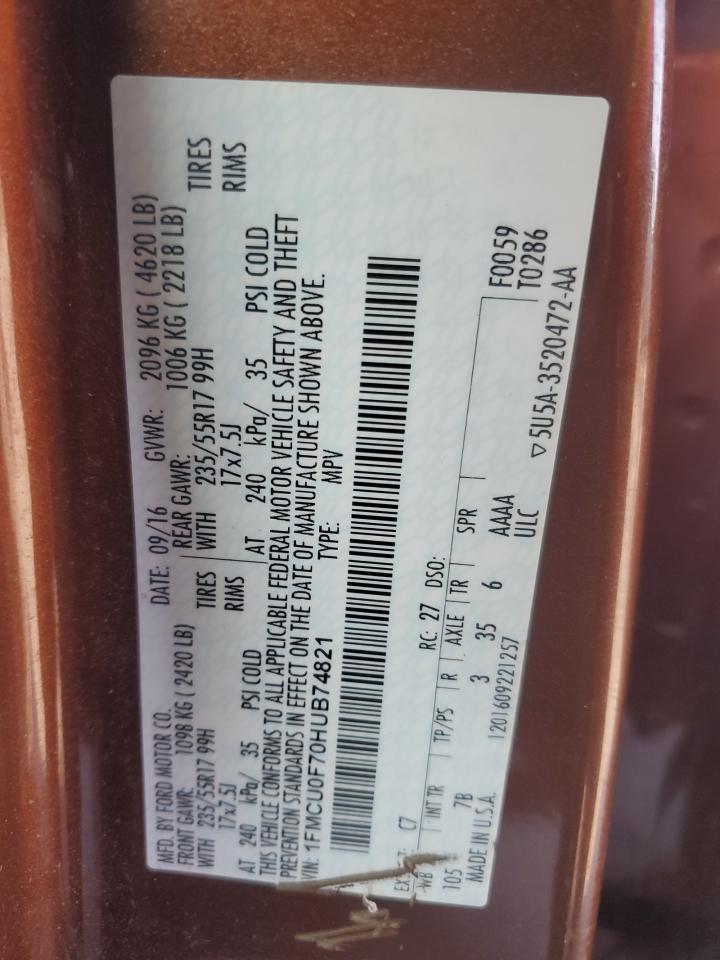 MFD. BY FORD MOTOR CO. DATE: 09/16 GVWR: 2096 KG ( 4620 LB)
FRONT GAWR: 1098 KG ( 2420 LB) REAR GAWR: 1006 KG ( 2218 LB)
WITH 235/55R17 99H TIRES WITH 235/55R17 99H TIRES
17x7.5J RIMS 17x7.5J RIMS
AT 240 kPa/ 35 PSI COLD AT 240 kPa/ 35 PSI COLD
THIS VEHICLE CONFORMS TO ALL APPLICABLE FEDERAL MOTOR VEHICLE SAFETY AND THEFT
PREVENTION STANDARDS IN EFFECT ON THE DATE OF MANUFACTURE SHOWN ABOVE.
VIN: 1FMCU0F70HUB74821 TYPE: MPV
C7 RC: 27 DSO:
WB INT TR TP/PS R AXLE TR SPR F0059
105 7B 3 35 6 AAAA T0286
MADE IN U.S.A. 1201609221257 ULC
▽5U5A-3520472-AA